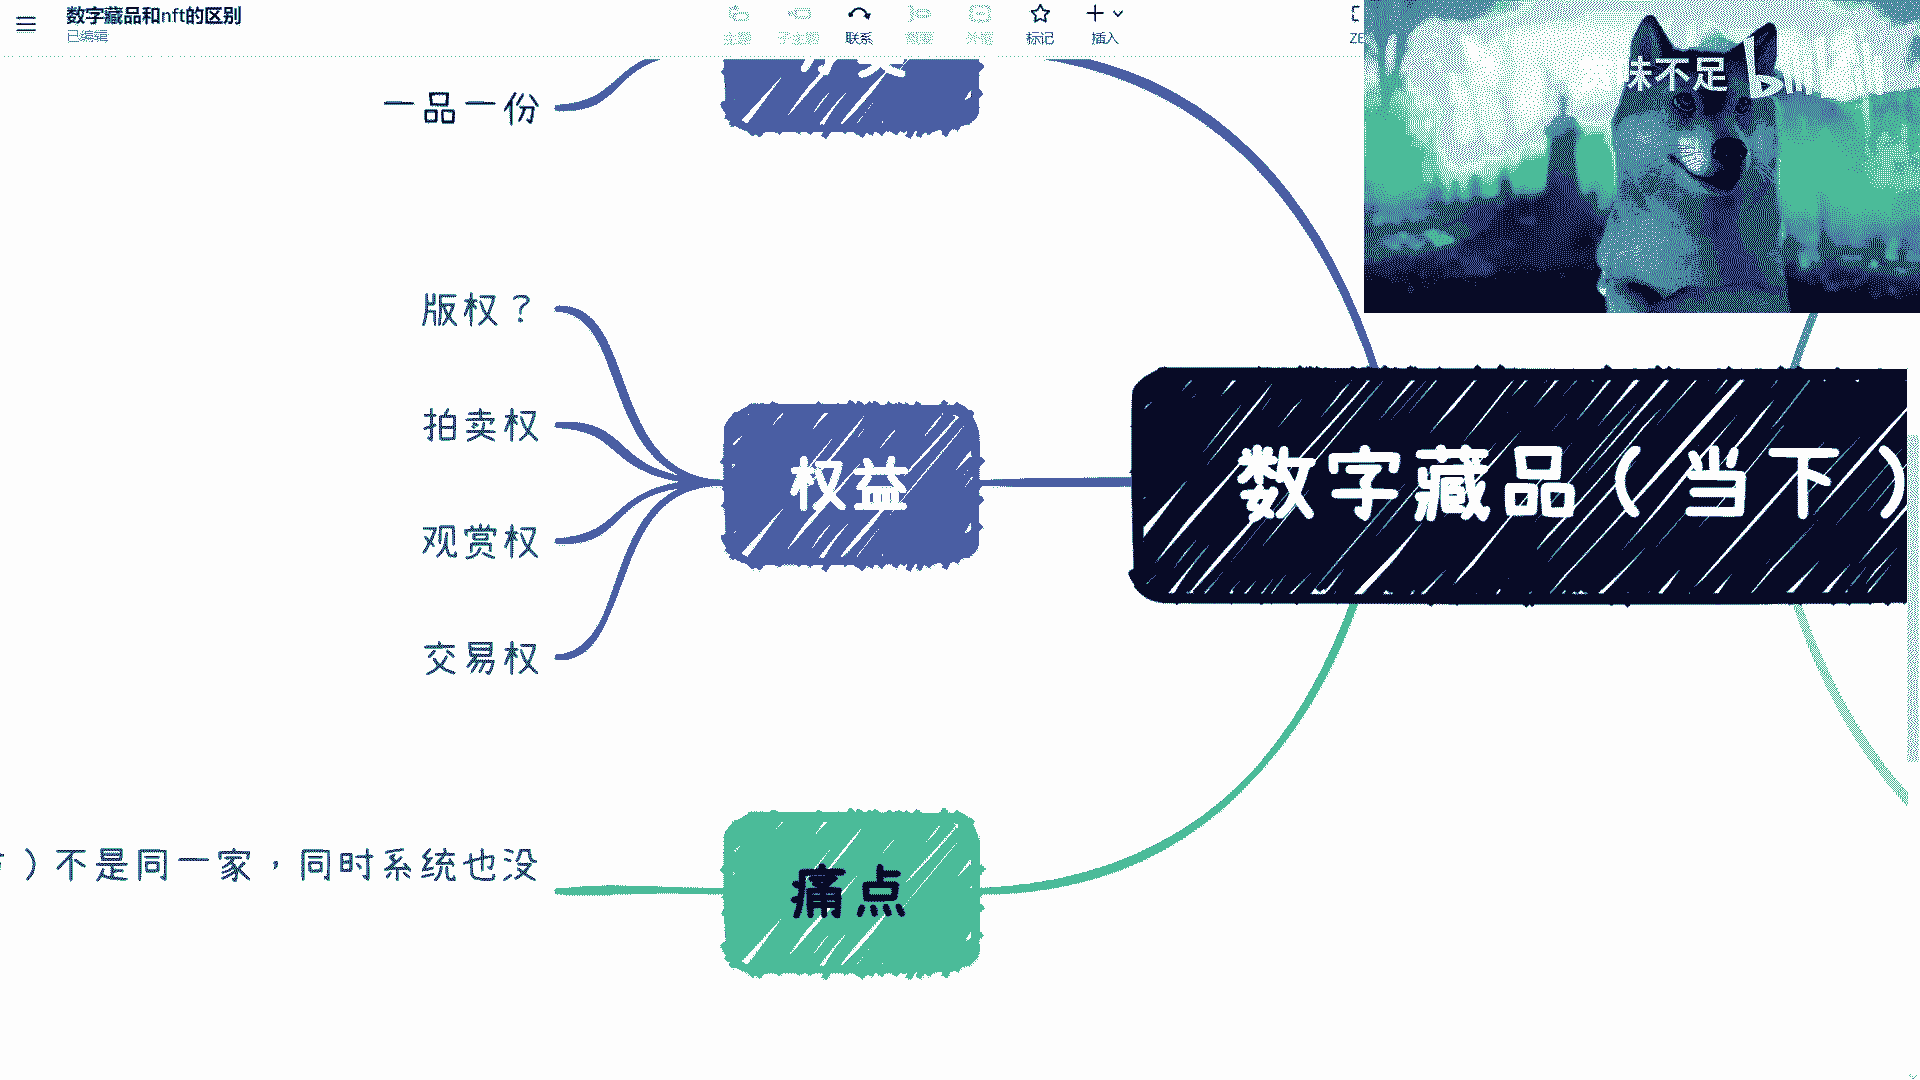 数字藏品和nft的区别
已编辑
主题
子主题
联系
概要
外框
标记
插入
味不足 b
一品一份
版权？
拍卖权
观赏权
交易权
权益
数字藏品（当下）
）不是同一家，同时系统也没
痛点